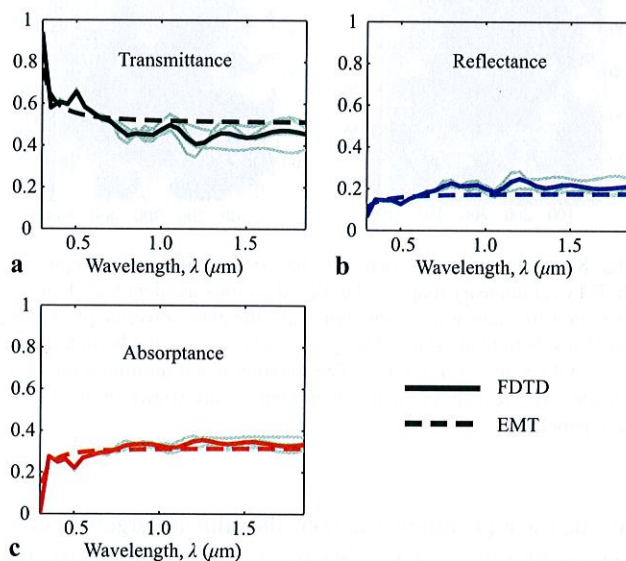 1
0.8
0.6
0.4
0.2
0
Transmittance
0.5 1.0 1.5
a Wavelength, λ (μm)
1
0.8
0.6
0.4
0.2
0
Reflectance
0.5 1.0 1.5
b Wavelength, λ (μm)
1
0.8
0.6
0.4
0.2
0
Absorptance
0.5 1.0 1.5
c Wavelength, λ (μm)
FDTD
EMT